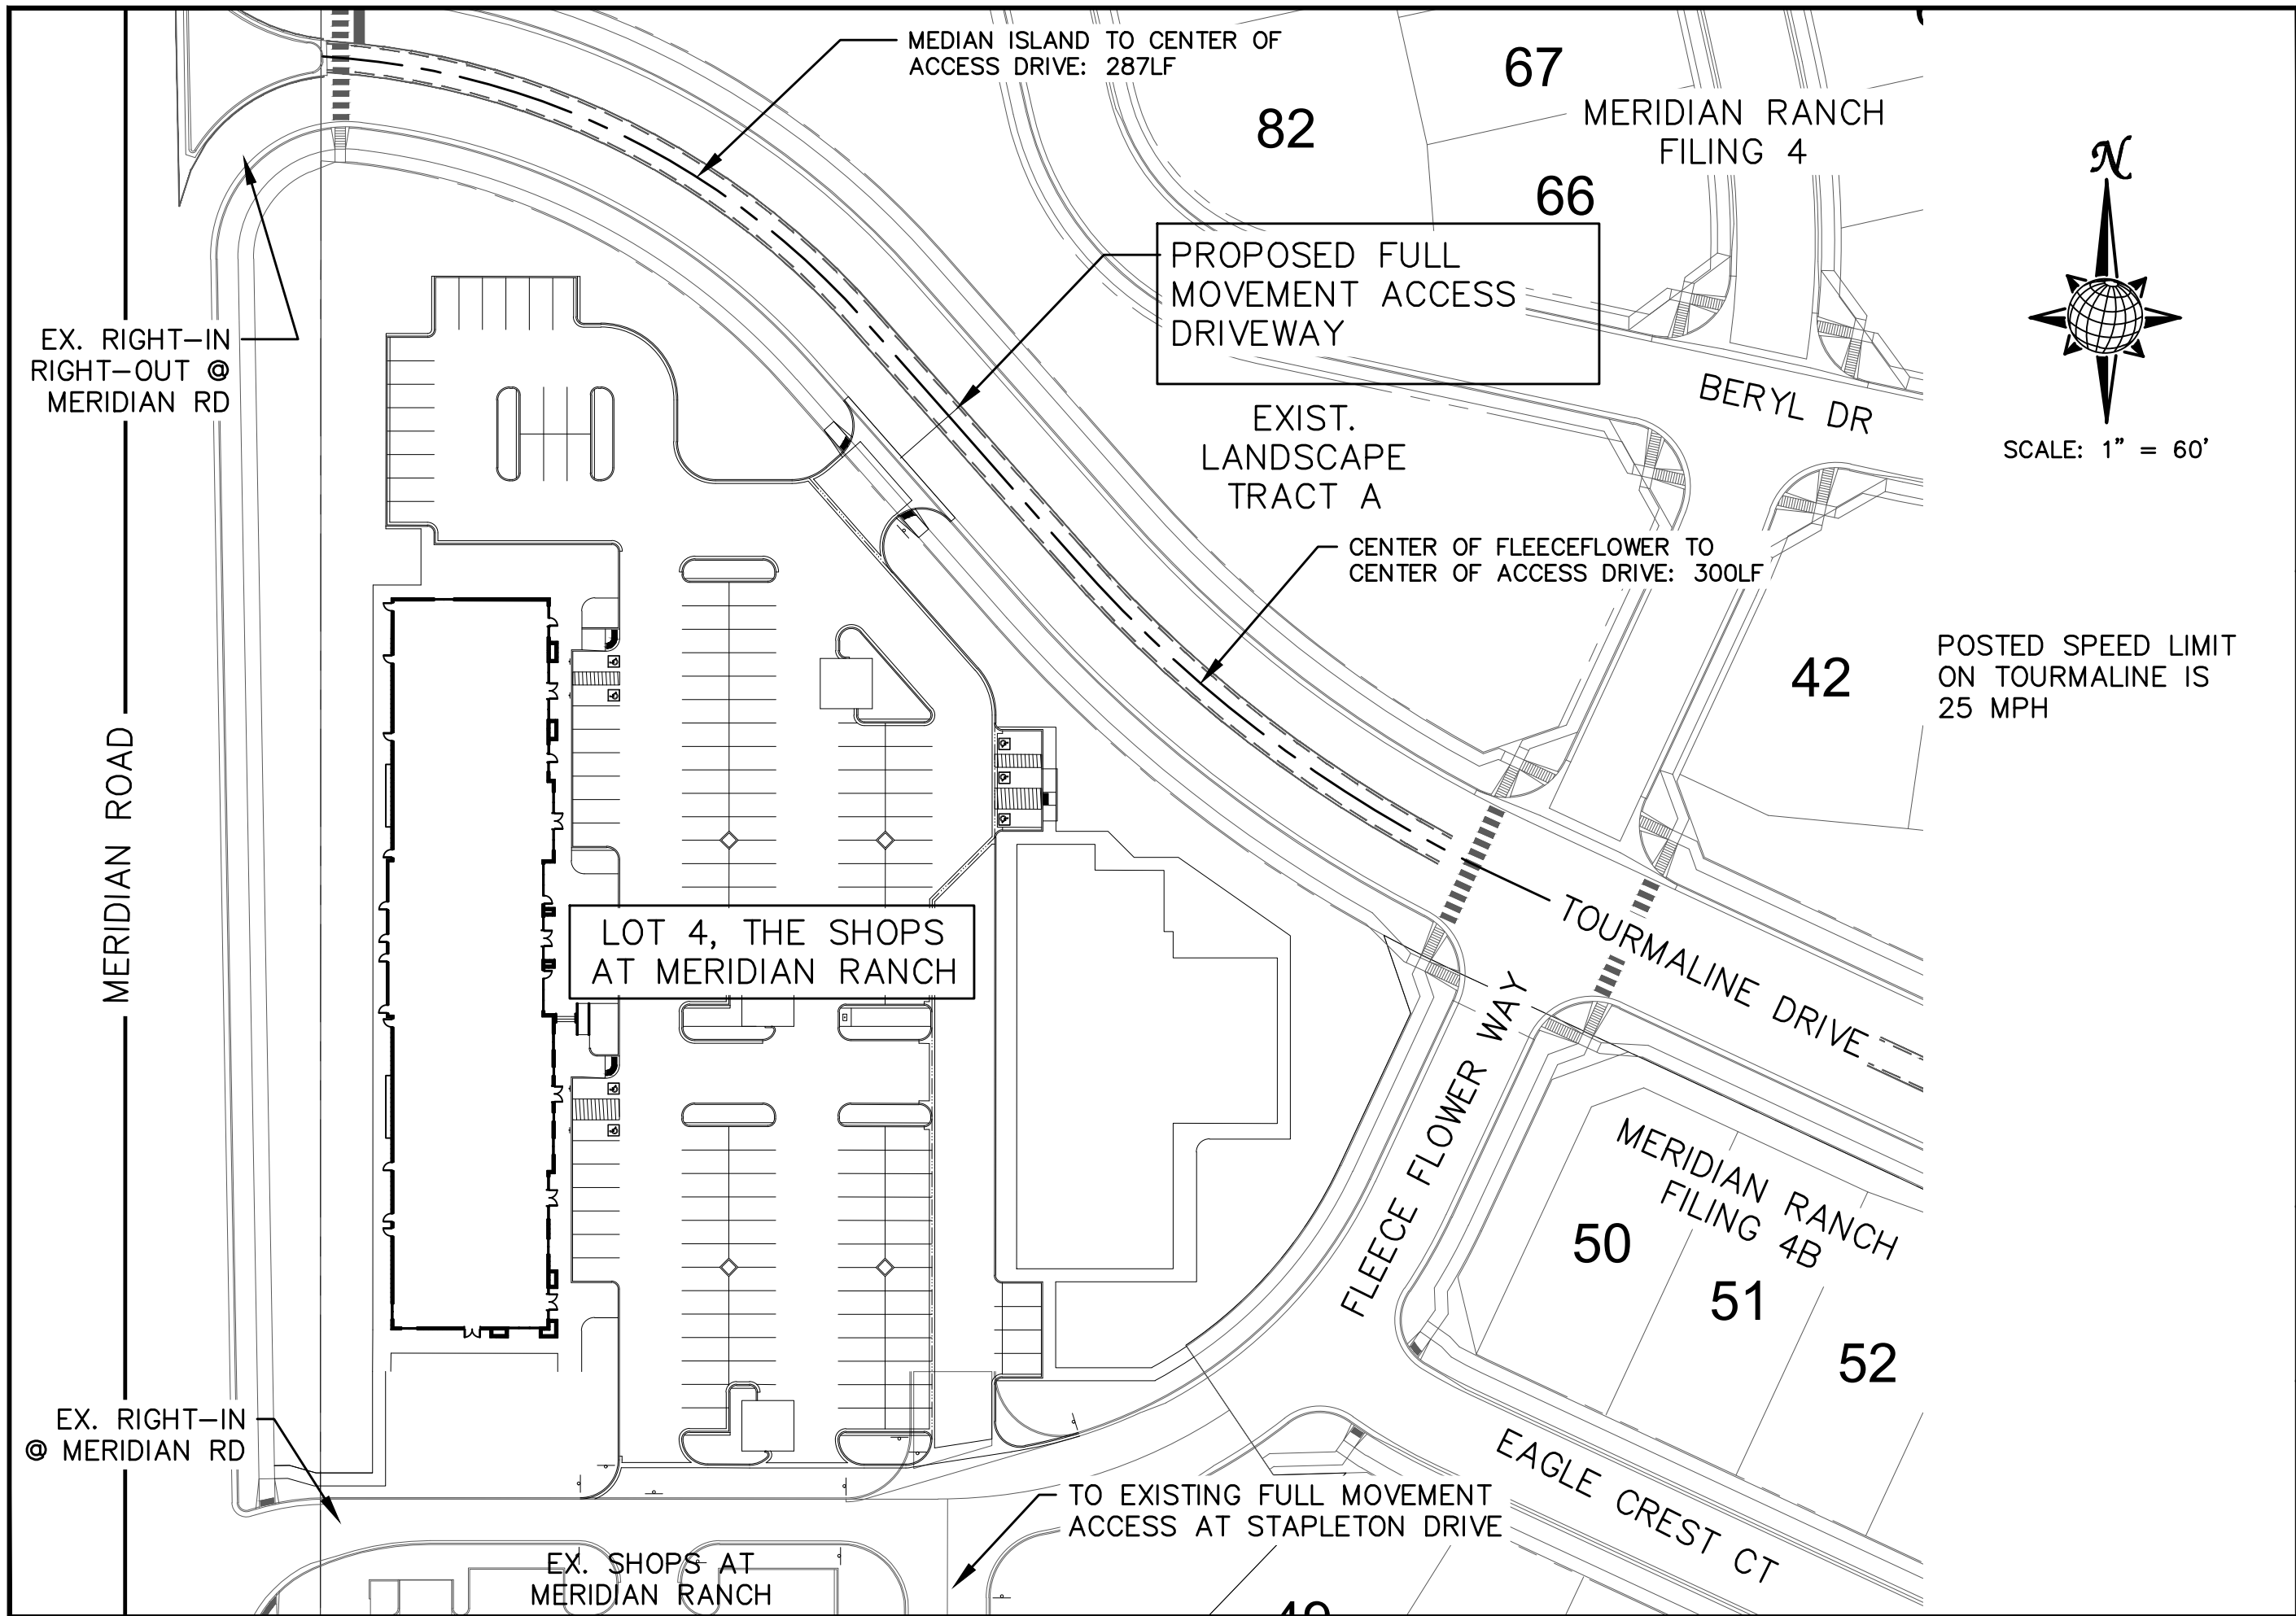 MEDIAN ISLAND TO CENTER OF
ACCESS DRIVE: 287LF
67
82
MERIDIAN RANCH
FILING 4
66
N
PROPOSED FULL
MOVEMENT ACCESS
DRIVEWAY
EX. RIGHT-IN
RIGHT-OUT @
MERIDIAN RD
BERYL DR
EXIST.
LANDSCAPE
TRACT A
SCALE: 1" = 60'
CENTER OF FLEECEFLOWER TO
CENTER OF ACCESS DRIVE: 300LF
42
POSTED SPEED LIMIT
ON TOURMALINE IS
25 MPH
MERIDIAN ROAD
LOT 4, THE SHOPS
AT MERIDIAN RANCH
TOURMALINE DRIVE
FLEECE FLOWER WAY
MERIDIAN RANCH
FILING 4B
50
51
52
EX. RIGHT-IN
@ MERIDIAN RD
EAGLE CREST CT
TO EXISTING FULL MOVEMENT
ACCESS AT STAPLETON DRIVE
EX. SHOPS AT
MERIDIAN RANCH